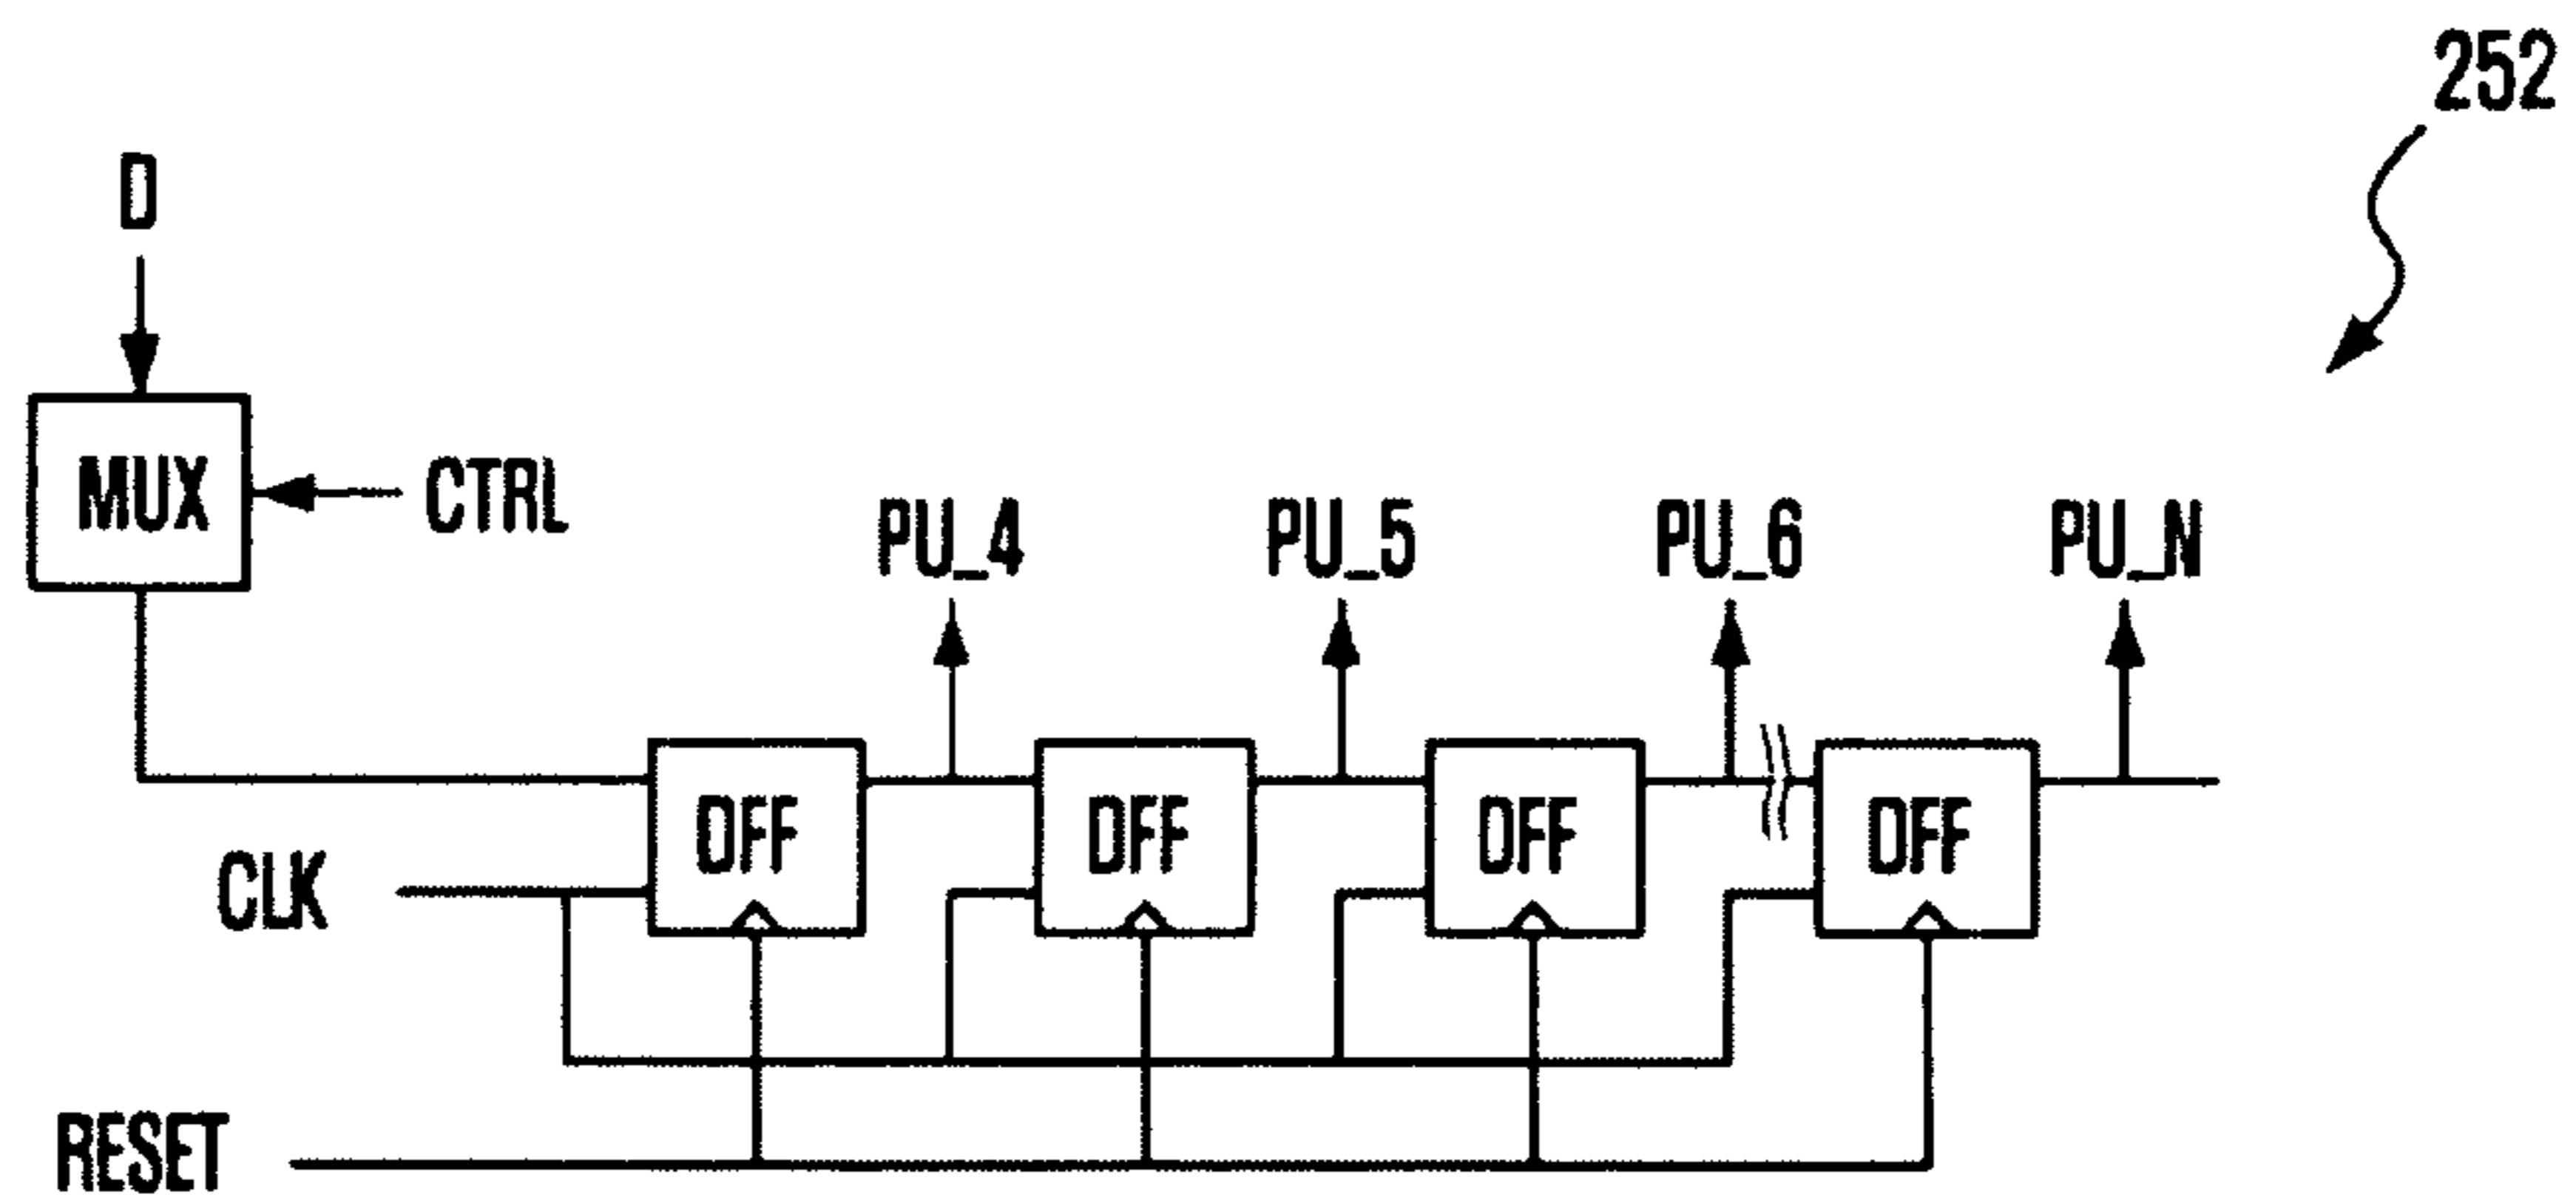 252
D
MUX
CTRL
PU_4
PU_5
PU_6
PU_N
DFF
DFF
DFF
DFF
CLK
RESET